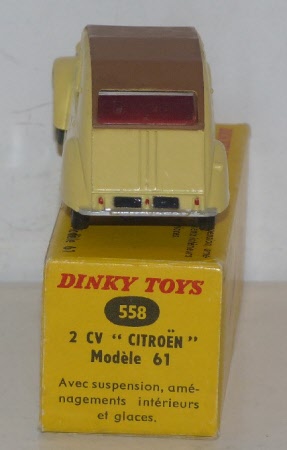 DINKY TOYS
558
2 CV “ CITROËN ”
Modèle 61
Avec suspension, amé-
nagements intérieurs
et glaces.